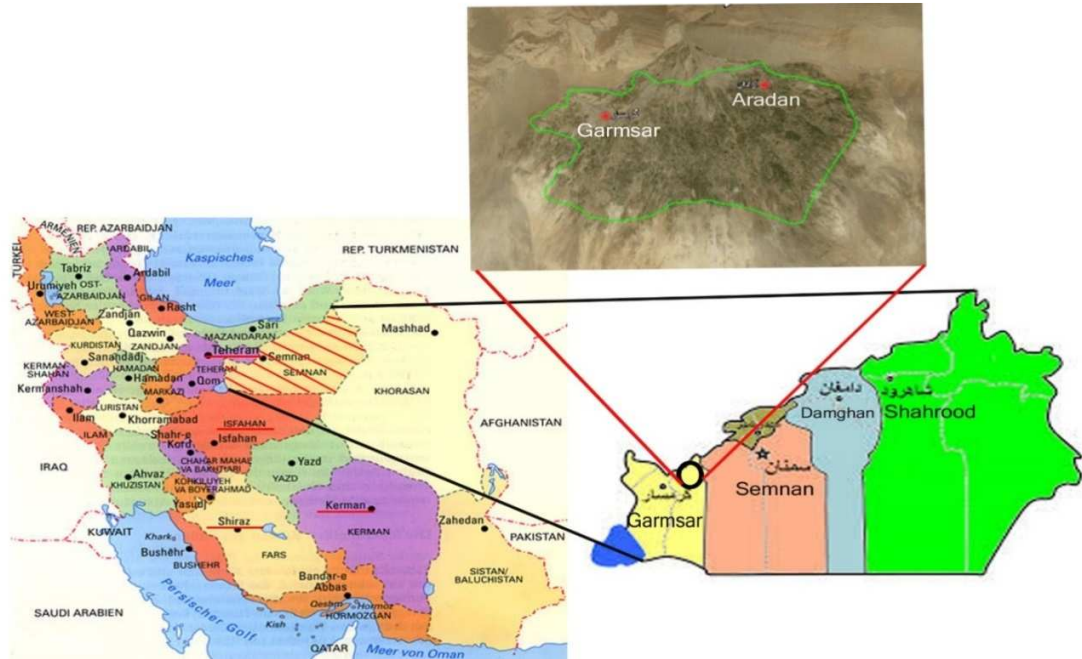 Aradan
Garmsar
ARMENIEN
REP. AZARBAIDJAN
TÜRKEI
ARDABIL
Kaspisches
Meer
REP. TURKMENISTAN
Tabriz
Ardabil
Urumiyeh
OST-
AZARBAIDJAN
GILAN
Rasht
WEST-
AZARBAIDJAN
Zandjan
Sari
MAZANDARAN
Mashhad
Qazwin
ZANDJAN
KURDISTAN
Sanandadj
Teheran
TEHERAN
Semnan
SEMNAN
KERMAN-
SHAHAN
HAMADAN
Hamadan
Qom
Kermanshah
MARKAZI
KHORASAN
LURISTAN
Ilam
Khorramabad
ISFAHAN
AFGHANISTAN
ILAM
Shahr-e
Kord
Isfahan
IRAQ
CHAHAR MAHAL
VA BAKHTIYARI
Yazd
Ahvaz
KHUZISTAN
YAZD
KOHKILUYEH
VA BOYERAHMAD
Yasudj
Kerman
KERMAN
Zahedan
KUWAIT
Shiraz
PAKISTAN
Khark
Bushehr
BUSHEHR
FARS
SISTAN/
BALUCHISTAN
Bandar-e
Abbas
Persischer Golf
Qeshm
Hormoz
HORMOZGAN
SAUDI ARABIEN
Kish
QATAR
Meer von Oman
دامغان
Damghan
شاهرود
Shahrood
سمنان
Semnan
گرمسار
Garmsar